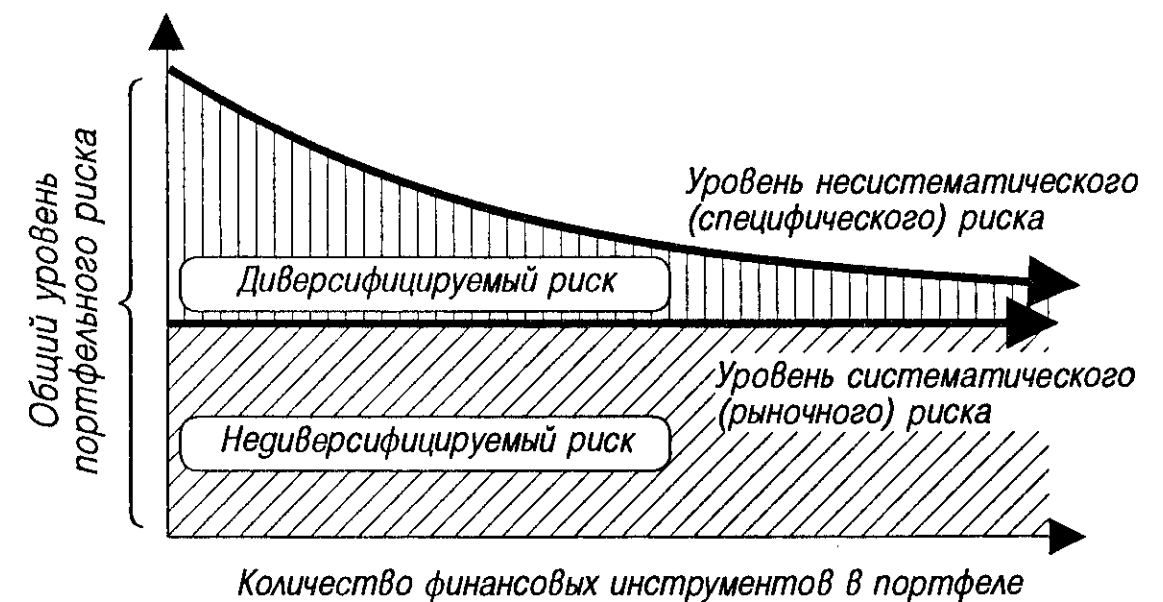 Общий уровень
портфельного риска
Уровень несистематического
(специфического) риска
Диверсифицируемый риск
Уровень систематического
(рыночного) риска
Недиверсифицируемый риск
Количество финансовых инструментов в портфеле